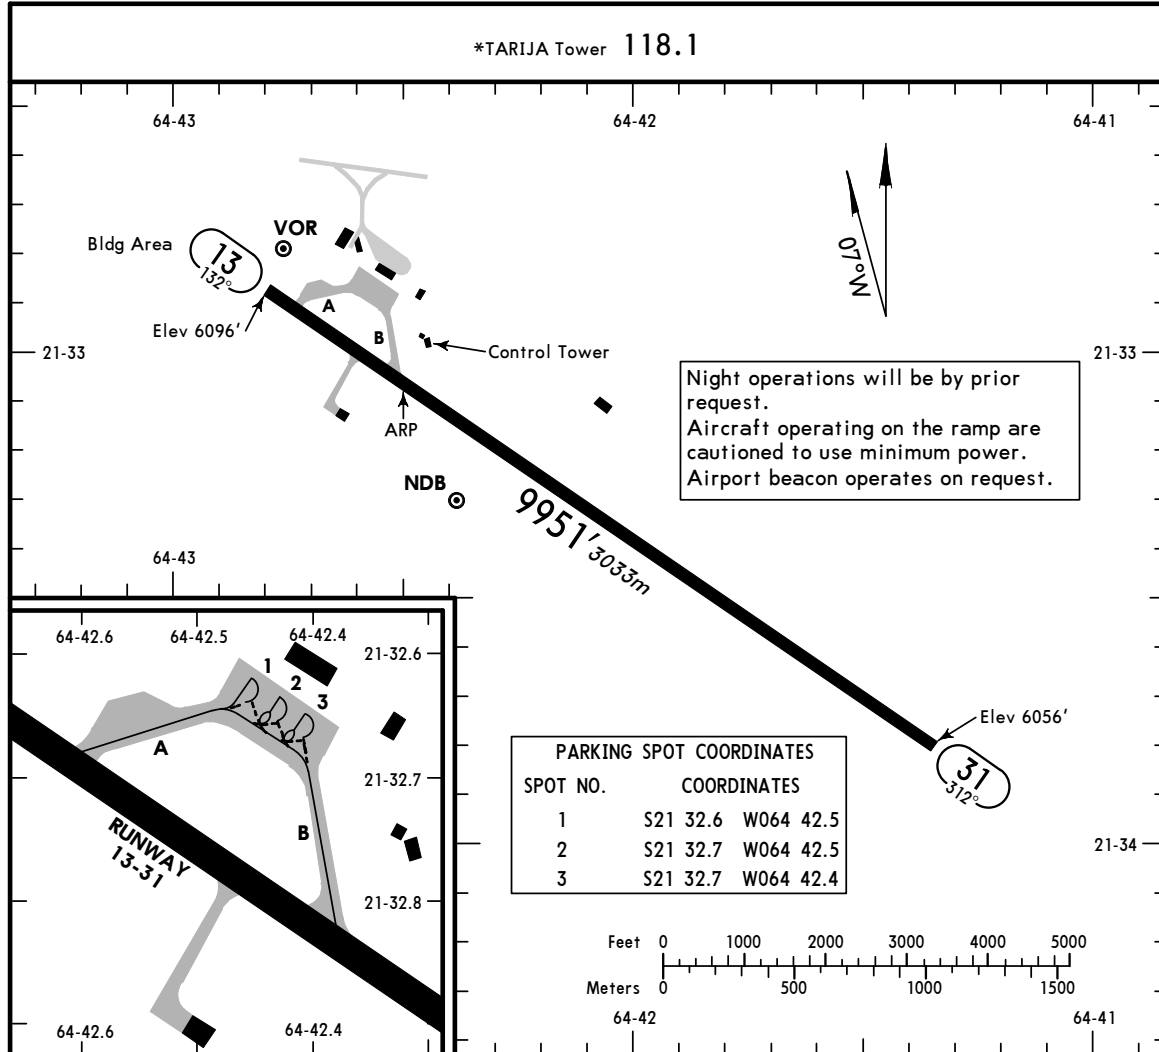 *TARIJA Tower 118.1
64-43
64-42
64-41
VOR
Bldg Area
13
132°
07°W
A
Elev 6096'
B
21-33
Control Tower
21-33
Night operations will be by prior
request.
Aircraft operating on the ramp are
cautioned to use minimum power.
Airport beacon operates on request.
ARP
NDB
9951' 3033m
64-43
64-42.6
64-42.5
64-42.4
21-32.6
1
2
3
A
21-32.7
B
RUNWAY
13-31
21-32.8
64-42.6
64-42.4
Elev 6056'
31
312°
PARKING SPOT COORDINATES
SPOT NO. COORDINATES
1 S21 32.6 W064 42.5
2 S21 32.7 W064 42.5
3 S21 32.7 W064 42.4
21-34
Feet 0 1000 2000 3000 4000 5000
Meters 0 500 1000 1500
64-42
64-41